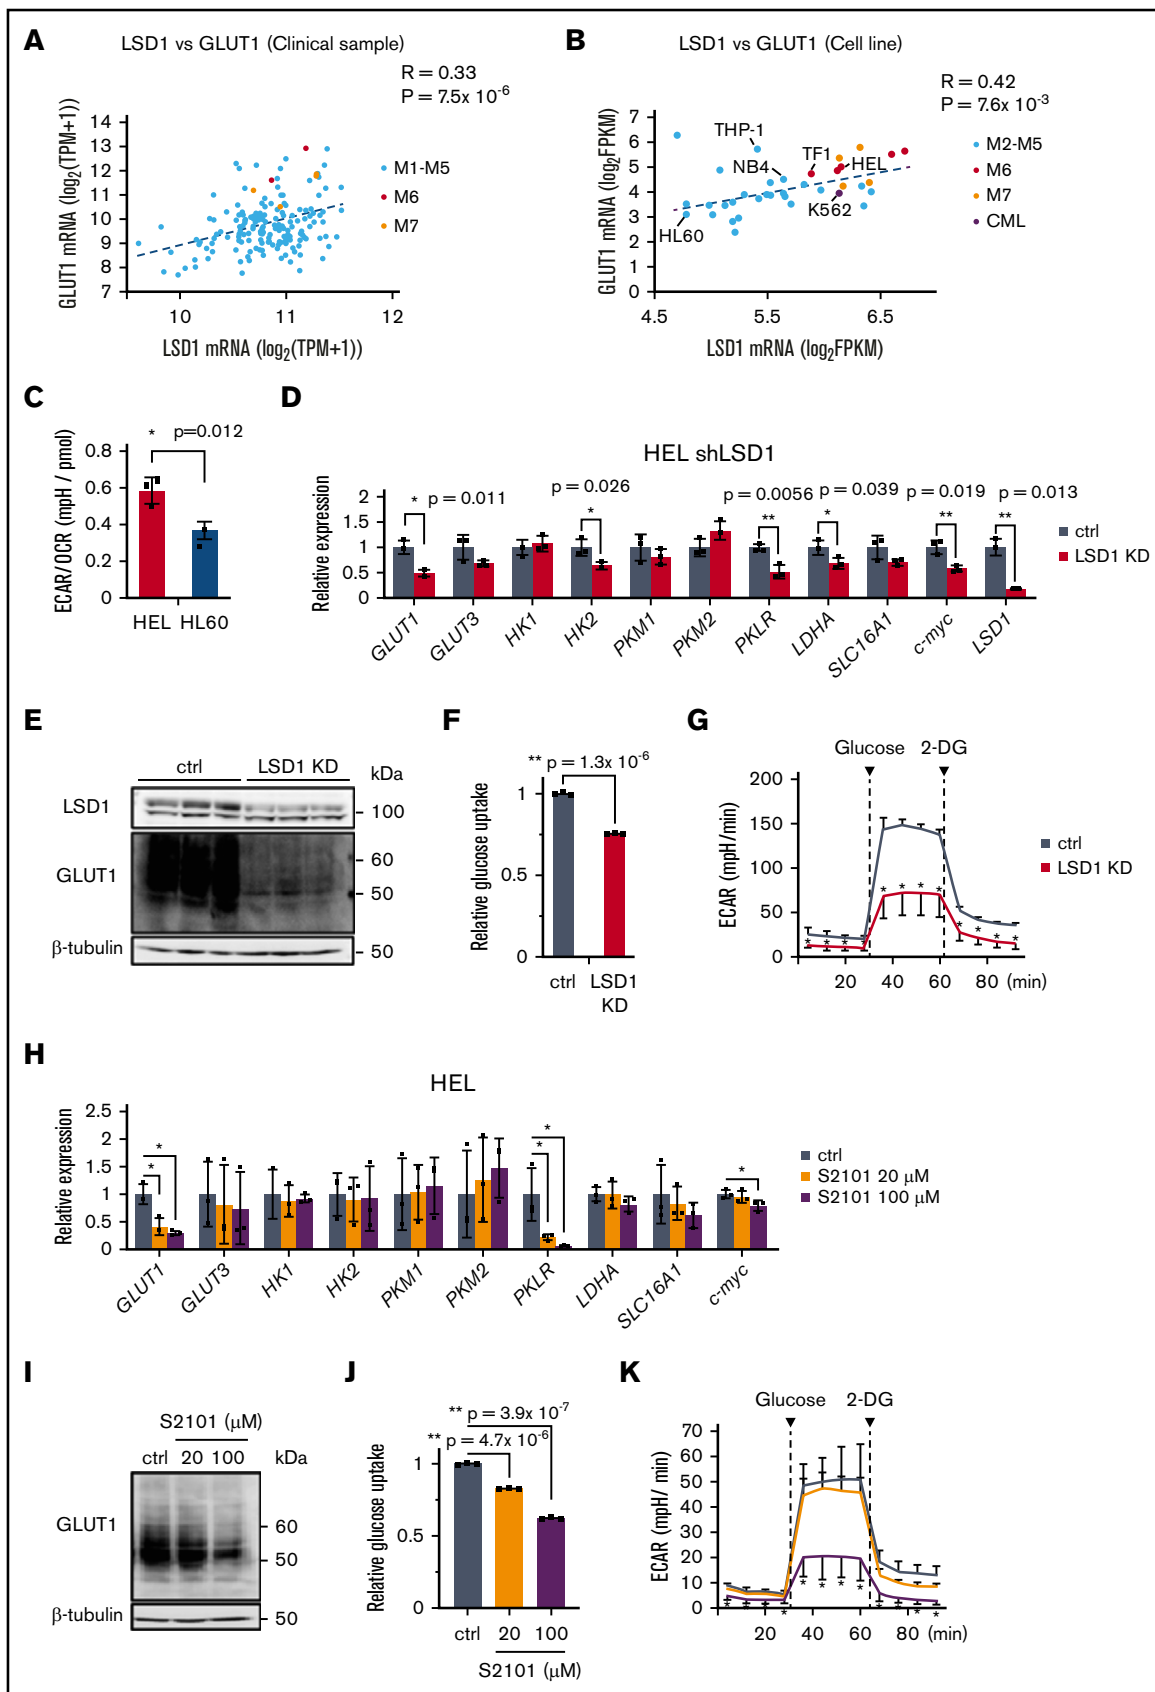 A
LSD1 vs GLUT1 (Clinical sample)
R = 0.33
P = 7.5x 10-6
GLUT1 mRNA (log2(TPM+1))
14
13
12
11
10
9
8
7
10
11
12
LSD1 mRNA (log2(TPM+1))
M1-M5
M6
M7
B
LSD1 vs GLUT1 (Cell line)
R = 0.42
P = 7.6x 10-3
GLUT1 mRNA (log2FPKM)
7
6
5
4
3
2
1
0
4.5
5.5
6.5
LSD1 mRNA (log2FPKM)
THP-1
NB4
TF1
HEL
K562
HL60
M2-M5
M6
M7
CML
C
* p=0.012
ECAR/OCR (mpH / pmol)
0.8
0.6
0.4
0.2
0
HEL HL60
D
HEL shLSD1
Relative expression
2
1.5
1
0.5
0
* p = 0.011
p = 0.026
*
p = 0.0056
**
p = 0.039
*
p = 0.019
**
p = 0.013
**
GLUT1
GLUT3
HK1
HK2
PKM1
PKM2
PKLR
LDHA
SLC16A1
c-myc
LSD1
ctrl
LSD1 KD
E
ctrl LSD1 KD kDa
LSD1
100
GLUT1
60
50
β-tubulin
50
F
** p = 1.3x 10-6
Relative glucose uptake
1
0.5
0
ctrl LSD1
KD
G
Glucose 2-DG
ECAR (mpH/min)
200
150
100
50
0
* * * *
* * * *
* * * *
20 40 60 80 (min)
ctrl
LSD1 KD
H
HEL
Relative expression
2.5
2
1.5
1
0.5
0
*
*
*
*
*
GLUT1
GLUT3
HK1
HK2
PKM1
PKM2
PKLR
LDHA
SLC16A1
c-myc
ctrl
S2101 20 μM
S2101 100 μM
I
S2101 (μM)
ctrl 20 100 kDa
GLUT1
60
50
β-tubulin
50
J
** p = 3.9x 10-7
** p = 4.7x 10-6
Relative glucose uptake
1
0.5
0
ctrl 20 100
S2101 (μM)
K
Glucose 2-DG
ECAR (mpH/ min)
70
60
50
40
30
20
10
0
* * * *
* * * *
* * * *
20 40 60 80 (min)